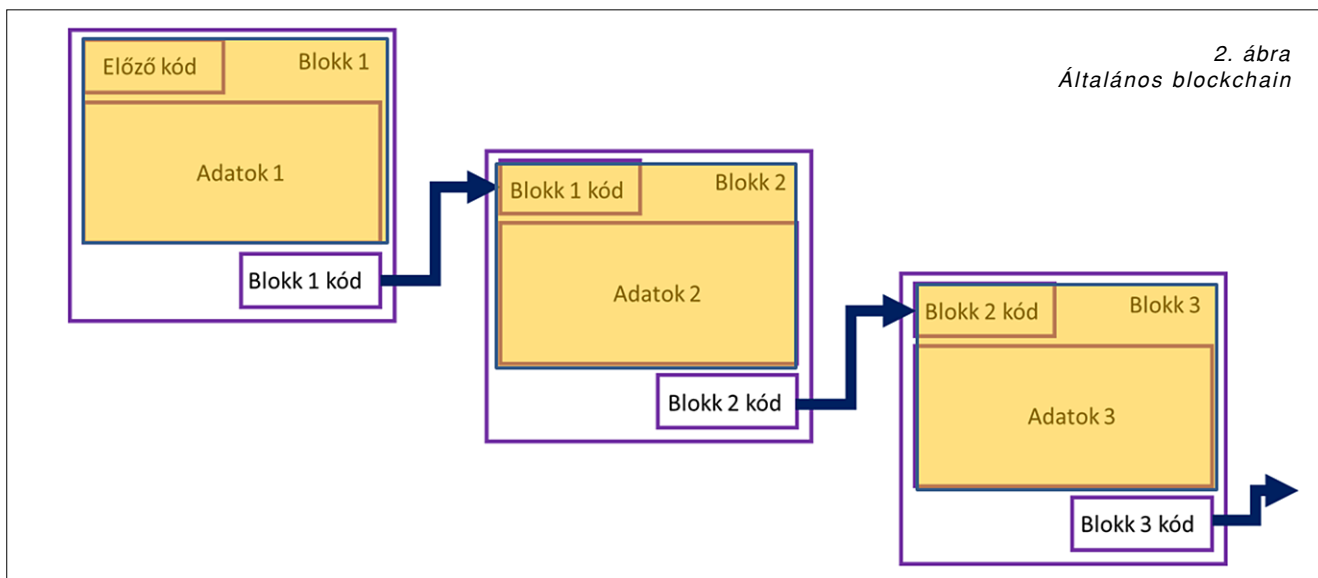 2. ábra
Általános blockchain
Előző kód
Blokk 1
Adatok 1
Blokk 1 kód
Blokk 1 kód
Blokk 2
Adatok 2
Blokk 2 kód
Blokk 2 kód
Blokk 3
Adatok 3
Blokk 3 kód